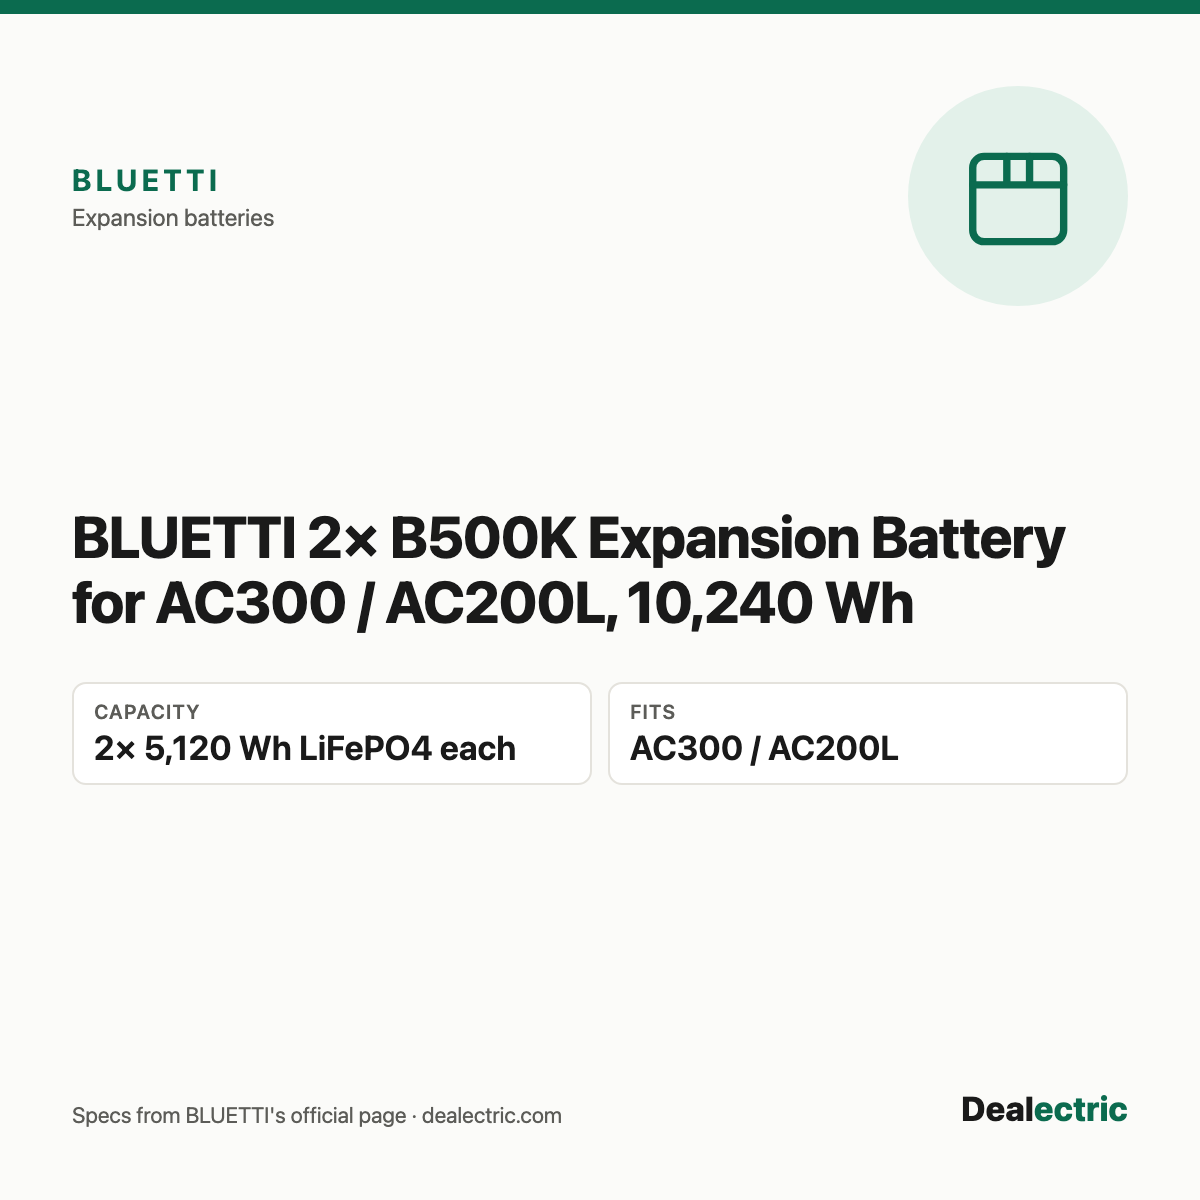 BLUETTI
Expansion batteries
BLUETTI 2× B500K Expansion Battery
for AC300 / AC200L, 10,240 Wh
CAPACITY
2× 5,120 Wh LiFePO4 each
FITS
AC300 / AC200L
Specs from BLUETTI's official page · dealectric.com
Dealectric